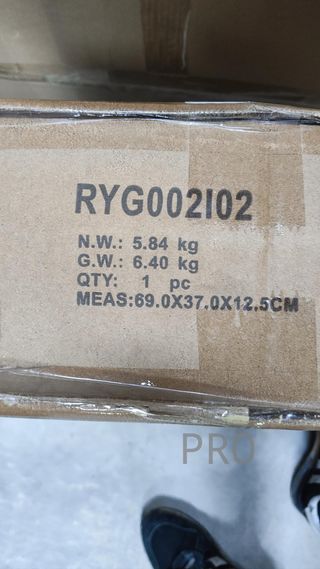 RYG002I02
N.W.: 5.84 kg
G.W.: 6.40 kg
QTY: 1 pc
MEAS:69.0X37.0X12.5CM
PRO